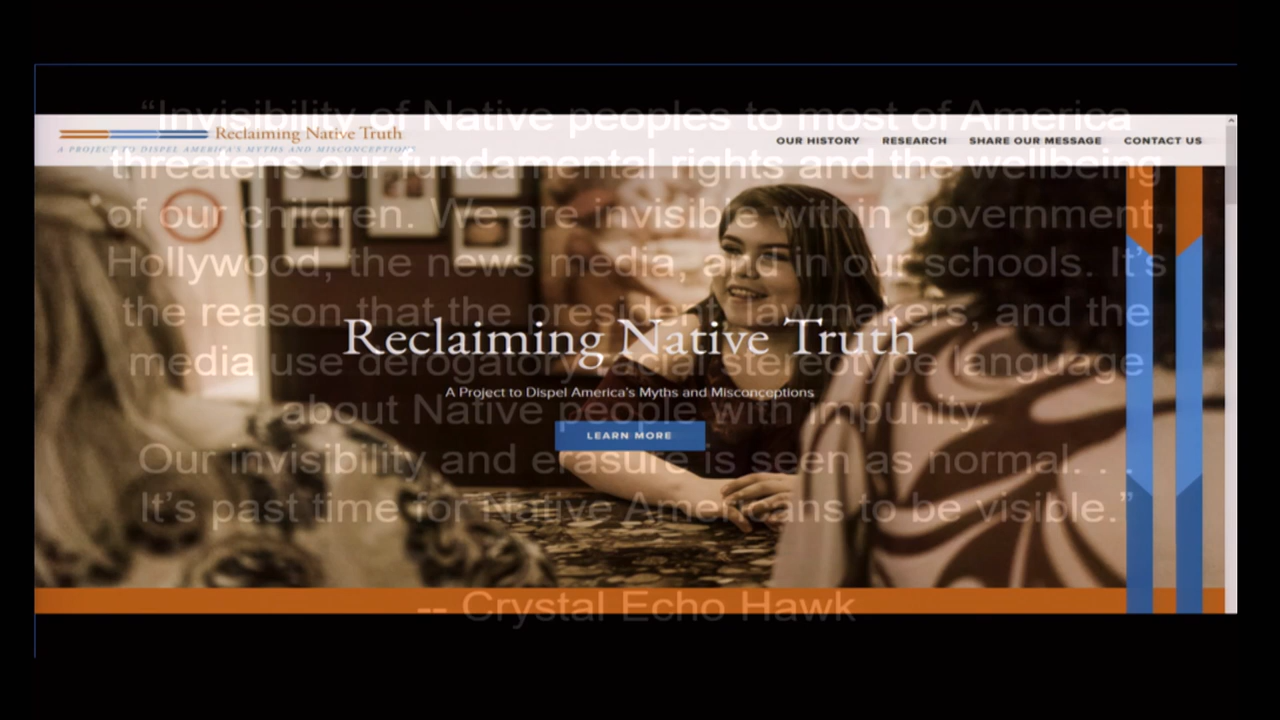 “Invisibility of Native peoples to most of America
threatens our fundamental rights and the wellbeing
of our children. We are invisible within government,
Hollywood, the news media, and in our schools. It’s
the reason that the president, lawmakers, and the
media use derogatory and stereotype language
about Native people with impunity.
Our invisibility and erasure is seen as normal. . .
It’s past time for Native Americans to be visible.”
-- Crystal Echo Hawk
Reclaiming Native Truth
A PROJECT TO DISPEL AMERICA'S MYTHS AND MISCONCEPTIONS
OUR HISTORY RESEARCH SHARE OUR MESSAGE CONTACT US
Reclaiming Native Truth
A Project to Dispel America's Myths and Misconceptions
LEARN MORE